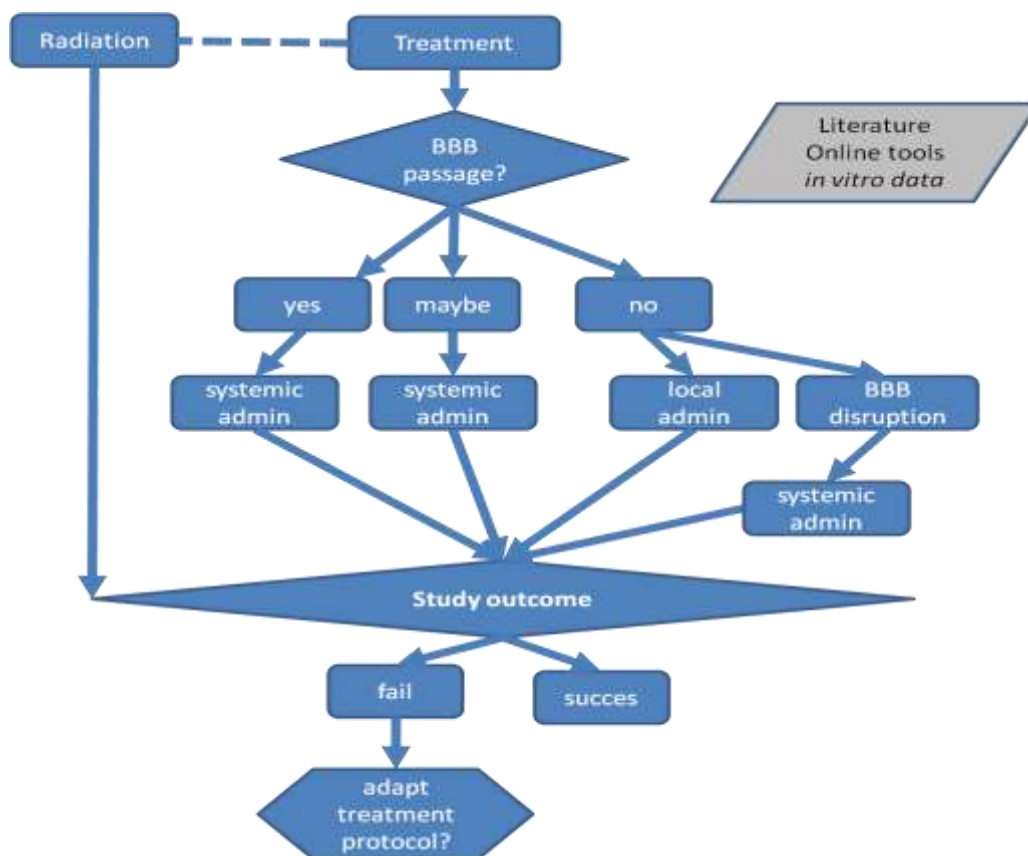 Radiation
Treatment
BBB
passage?
Literature
Online tools
in vitro data
yes
maybe
no
systemic
admin
systemic
admin
local
admin
BBB
disruption
systemic
admin
Study outcome
fail
succes
adapt
treatment
protocol?